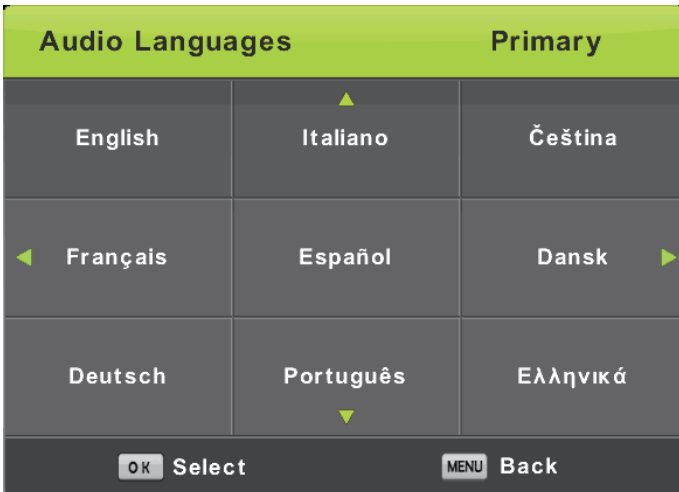 Audio Languages Primary
English Italiano Čeština
Français Español Dansk
Deutsch Português Ελληνικά
OK Select MENU Back